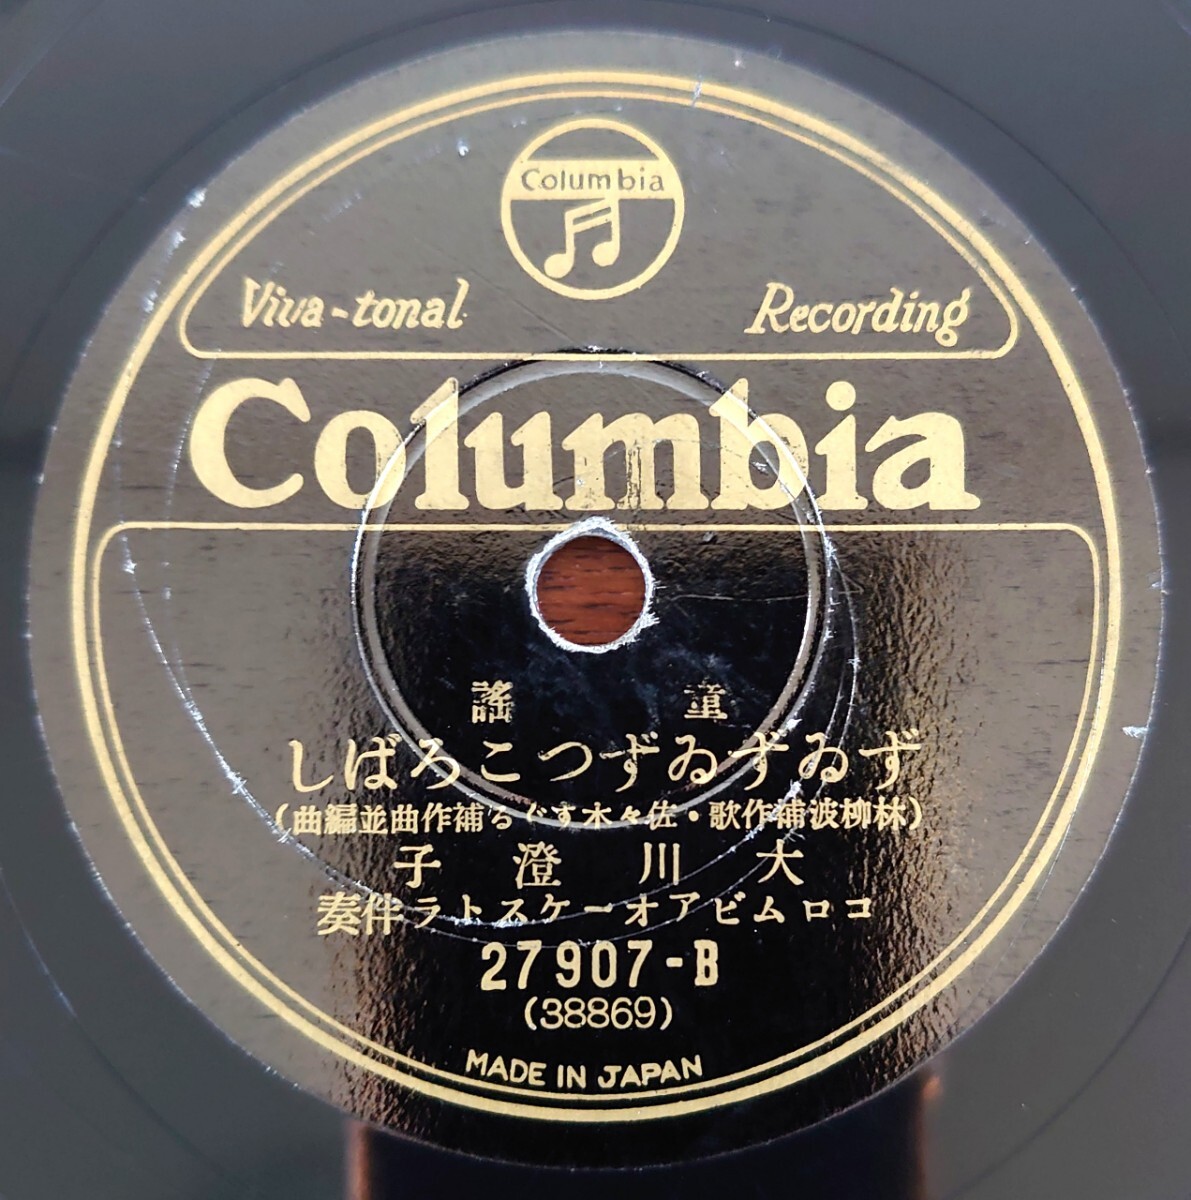 Columbia
Viva-tonal Recording
Columbia
童謠
ずゐずゐずつころばし
(林柳波補作歌・佐々木すぐる補作曲並編曲)
大川澄子
コロムビアオーケストラ伴奏
27907-B
(38869)
MADE IN JAPAN